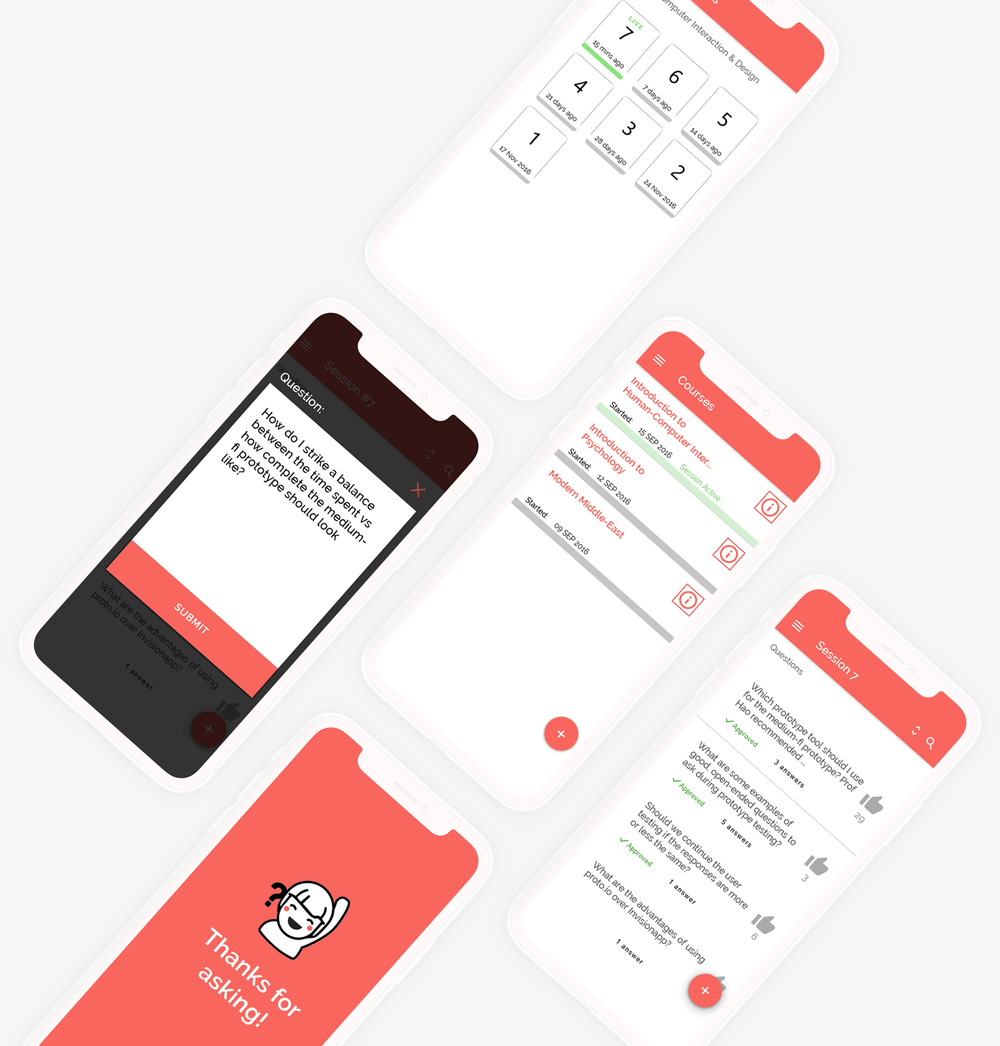 Computer Interaction & Design
LIVE
7
15 mins ago
6
7 days ago
5
14 days ago
4
21 days ago
3
28 days ago
2
24 Nov 2016
1
17 Nov 2016
Session #7
Question:
How do I strike a balance
between the time spent vs
how complete the medium-
fi prototype should look
like?
SUBMIT
What are the advantages of using
proto.io over Invisionapp?
1 answer
Courses
Introduction to
Human-Computer Inter...
Started: 15 SEP 2016
Session Active
Introduction to
Psychology
Started: 12 SEP 2016
Modern Middle-East
Started: 09 SEP 2016
Session 7
Questions
Which prototype tool should I use
for the medium-fi prototype? Prof
Hao recommended...
Approved
3 answers
29
What are some examples of
good, open-ended questions to
ask during prototype testing?
Approved
5 answers
3
Should we continue the user
testing if the responses are more
or less the same?
Approved
1 answer
6
What are the advantages of using
proto.io over Invisionapp?
1 answer
Thanks for
asking!